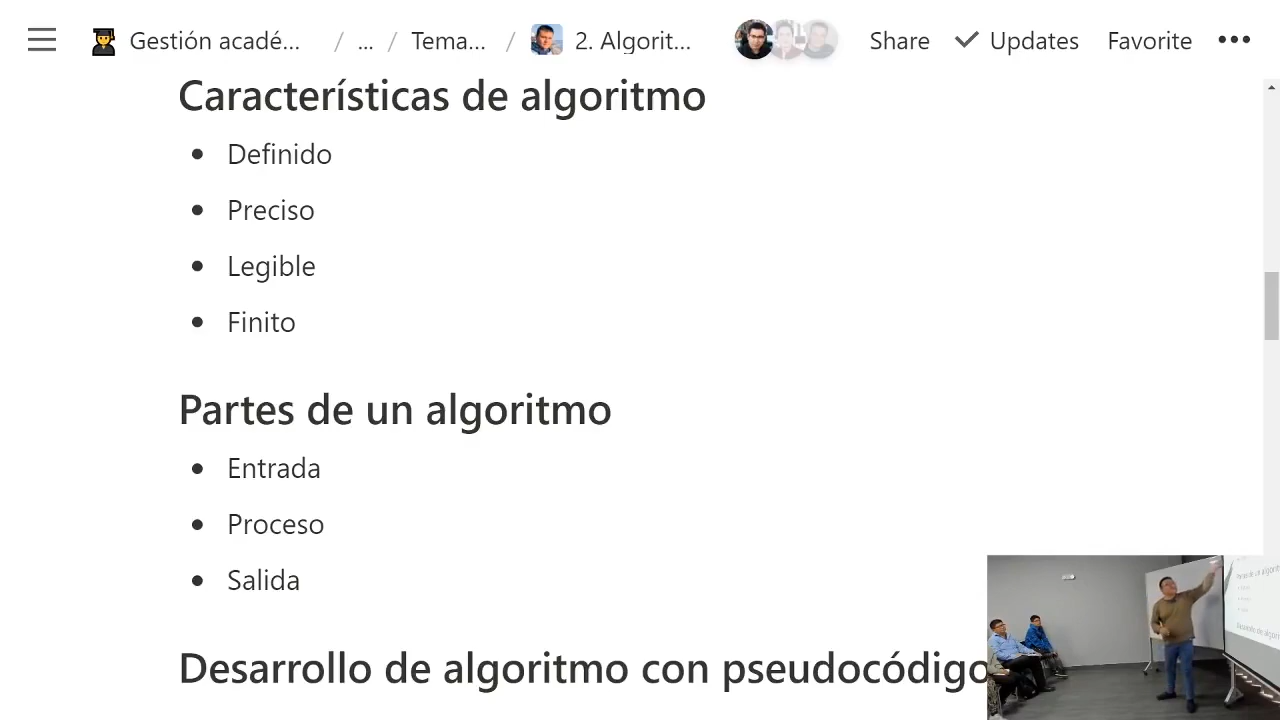 Gestión acadé... / ... / Tema... / 2. Algorit... Share Updates Favorite
Características de algoritmo
Definido
Preciso
Legible
Finito
Partes de un algoritmo
Entrada
Proceso
Salida
Desarrollo de algoritmo con pseudocódigo